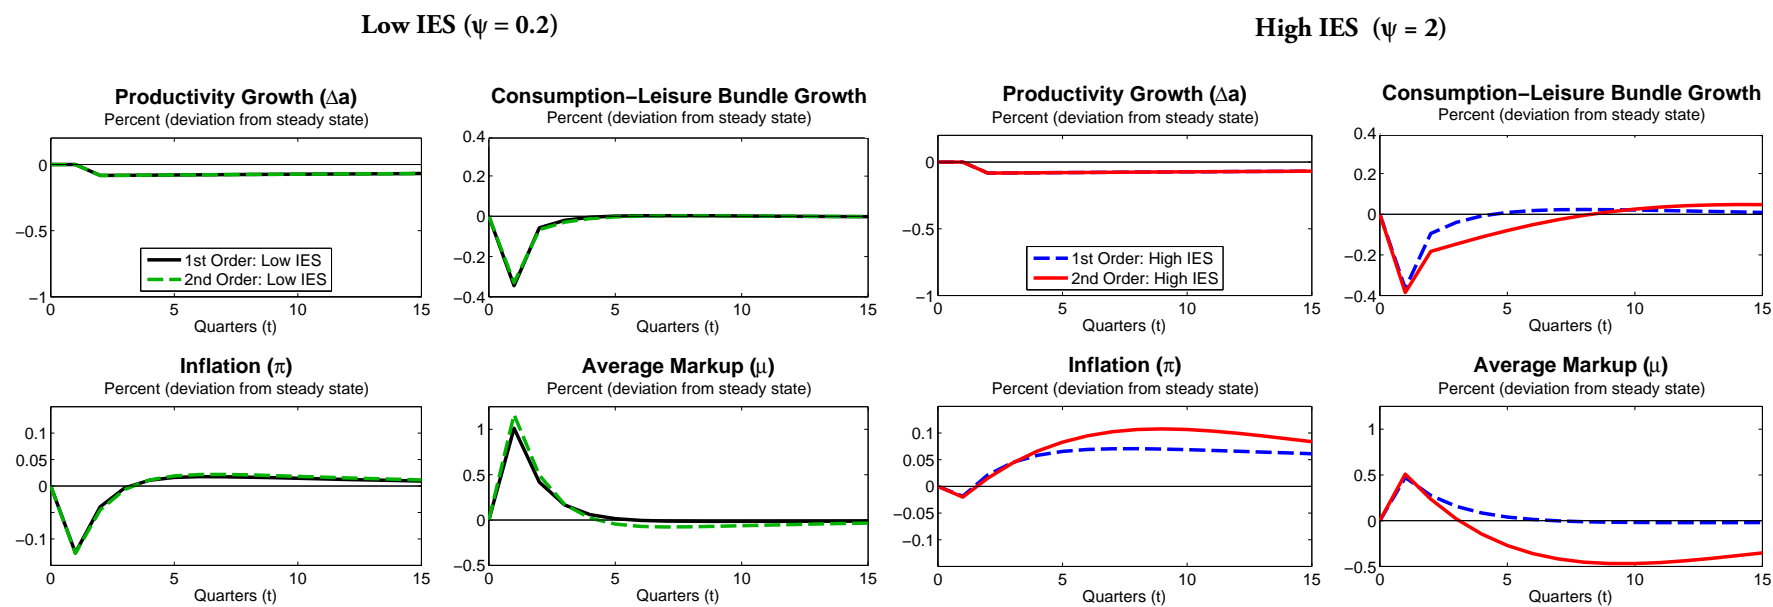 Low IES (ψ = 0.2)
High IES (ψ = 2)
Productivity Growth (Δa)
Percent (deviation from steady state)
0
−0.5
−1
1st Order: Low IES
2nd Order: Low IES
0
5
10
15
Quarters (t)
Consumption−Leisure Bundle Growth
Percent (deviation from steady state)
0.4
0.2
0
−0.2
−0.4
0
5
10
15
Quarters (t)
Productivity Growth (Δa)
Percent (deviation from steady state)
0
−0.5
−1
1st Order: High IES
2nd Order: High IES
0
5
10
15
Quarters (t)
Consumption−Leisure Bundle Growth
Percent (deviation from steady state)
0.4
0.2
0
−0.2
−0.4
0
5
10
15
Quarters (t)
Inflation (π)
Percent (deviation from steady state)
0.1
0.05
0
−0.05
−0.1
0
5
10
15
Quarters (t)
Average Markup (μ)
Percent (deviation from steady state)
1
0.5
0
−0.5
0
5
10
15
Quarters (t)
Inflation (π)
Percent (deviation from steady state)
0.1
0.05
0
−0.05
−0.1
0
5
10
15
Quarters (t)
Average Markup (μ)
Percent (deviation from steady state)
1
0.5
0
−0.5
0
5
10
15
Quarters (t)